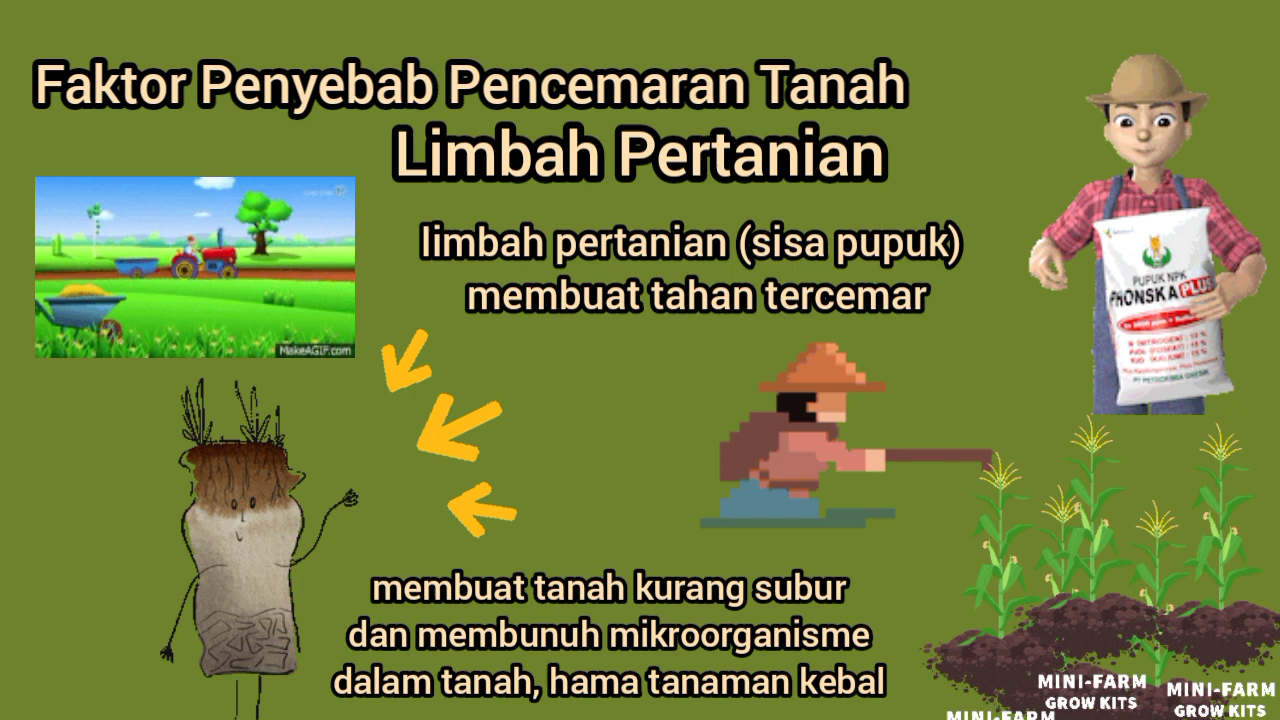 Faktor Penyebab Pencemaran Tanah
Limbah Pertanian
limbah pertanian (sisa pupuk)
membuat tahan tercemar
MakeAGIF.com
PUPUK NPK
PHONSKA PLUS
membuat tanah kurang subur
dan membunuh mikroorganisme
dalam tanah, hama tanaman kebal
MINI-FARM
GROW KITS
MINI-FARM
GROW KITS
MINI-FARM